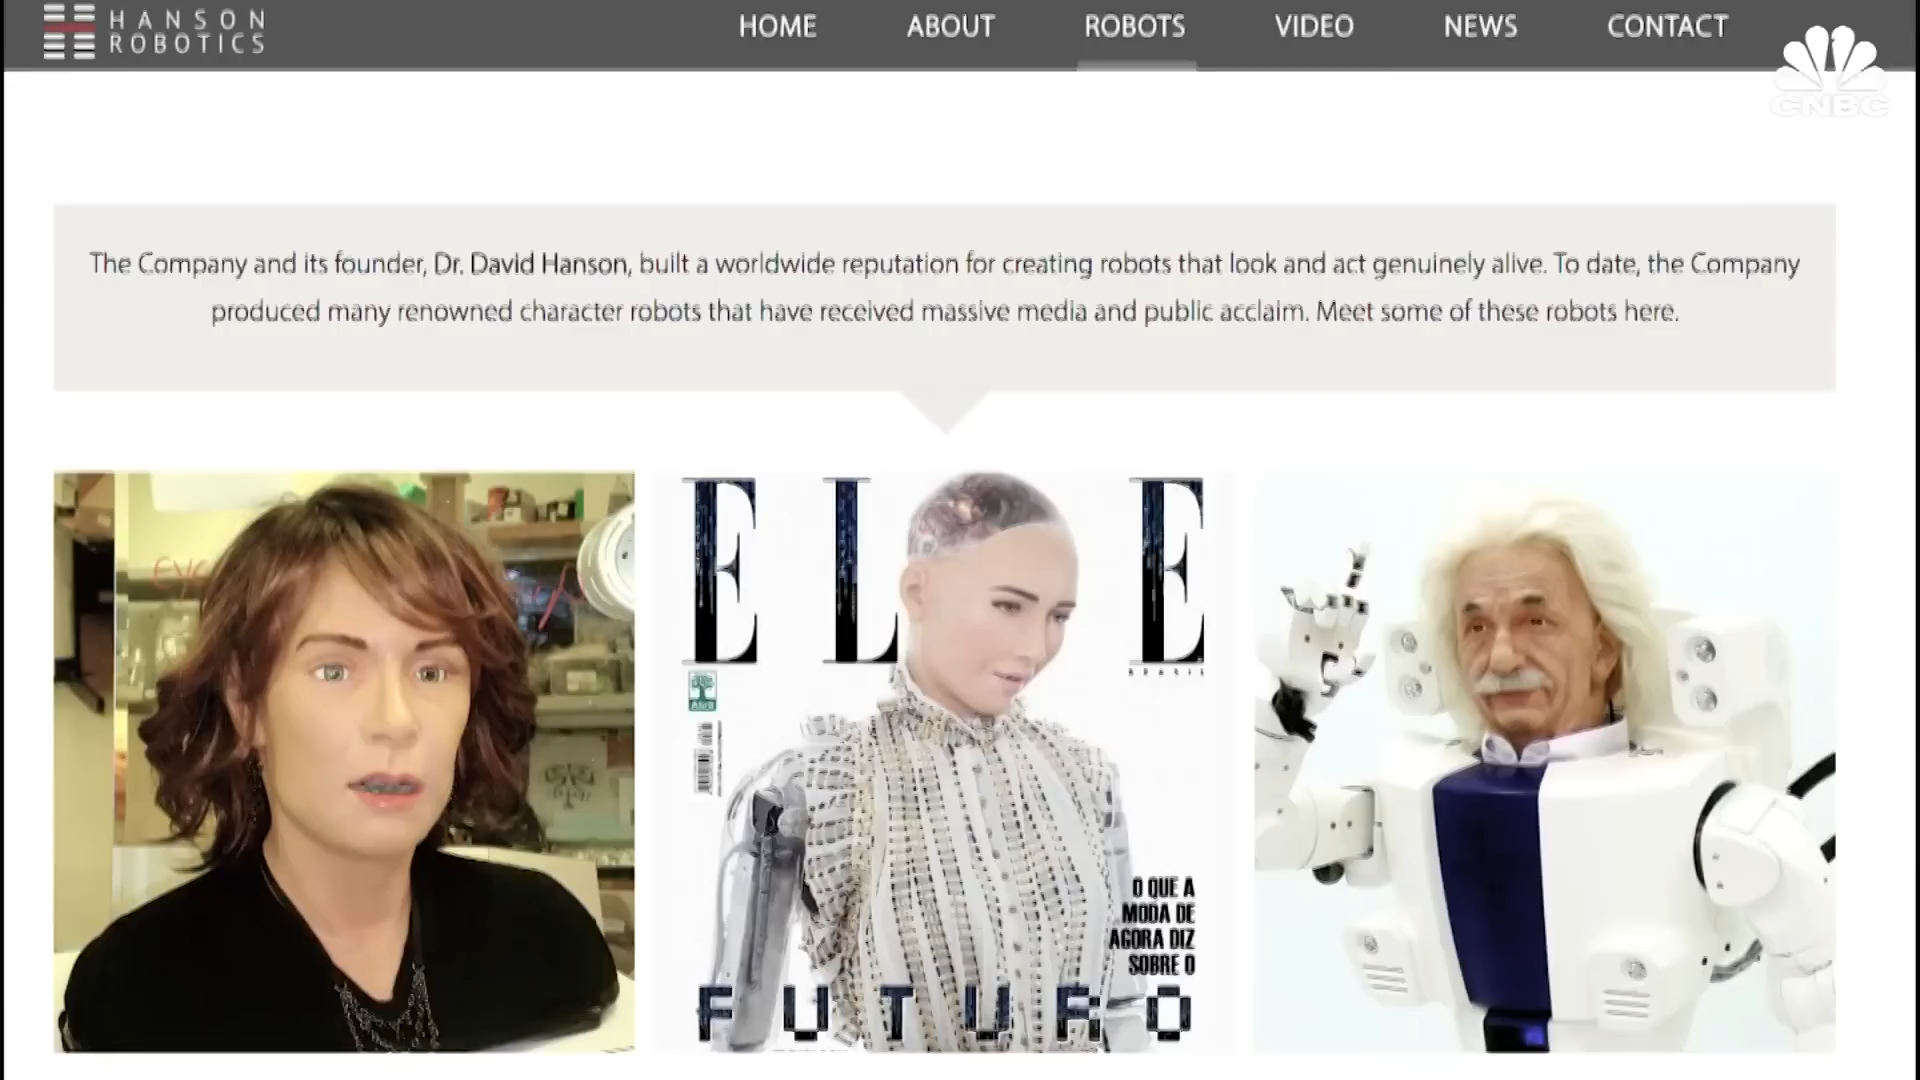 HANSON
ROBOTICS
HOME
ABOUT
ROBOTS
VIDEO
NEWS
CONTACT
CNBC
The Company and its founder, Dr. David Hanson, built a worldwide reputation for creating robots that look and act genuinely alive. To date, the Company
produced many renowned character robots that have received massive media and public acclaim. Meet some of these robots here.
ELLE
BRASIL
Abril
O QUE A
MODA DE
AGORA DIZ
SOBRE O
FUTURO